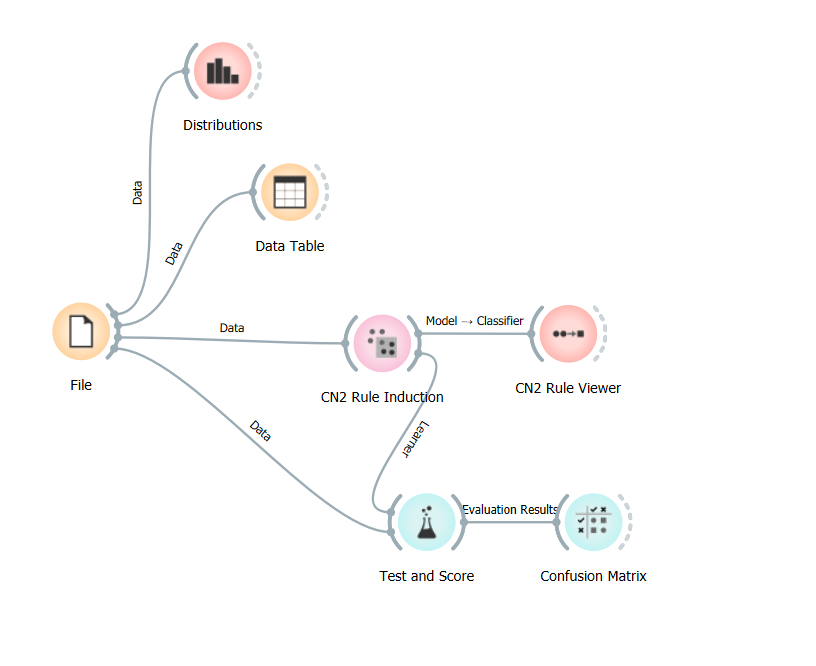 Distributions
Data
Data Table
Data
Data
Model → Classifier
File
CN2 Rule Induction
CN2 Rule Viewer
Data
Learner
Evaluation Results
Test and Score
Confusion Matrix